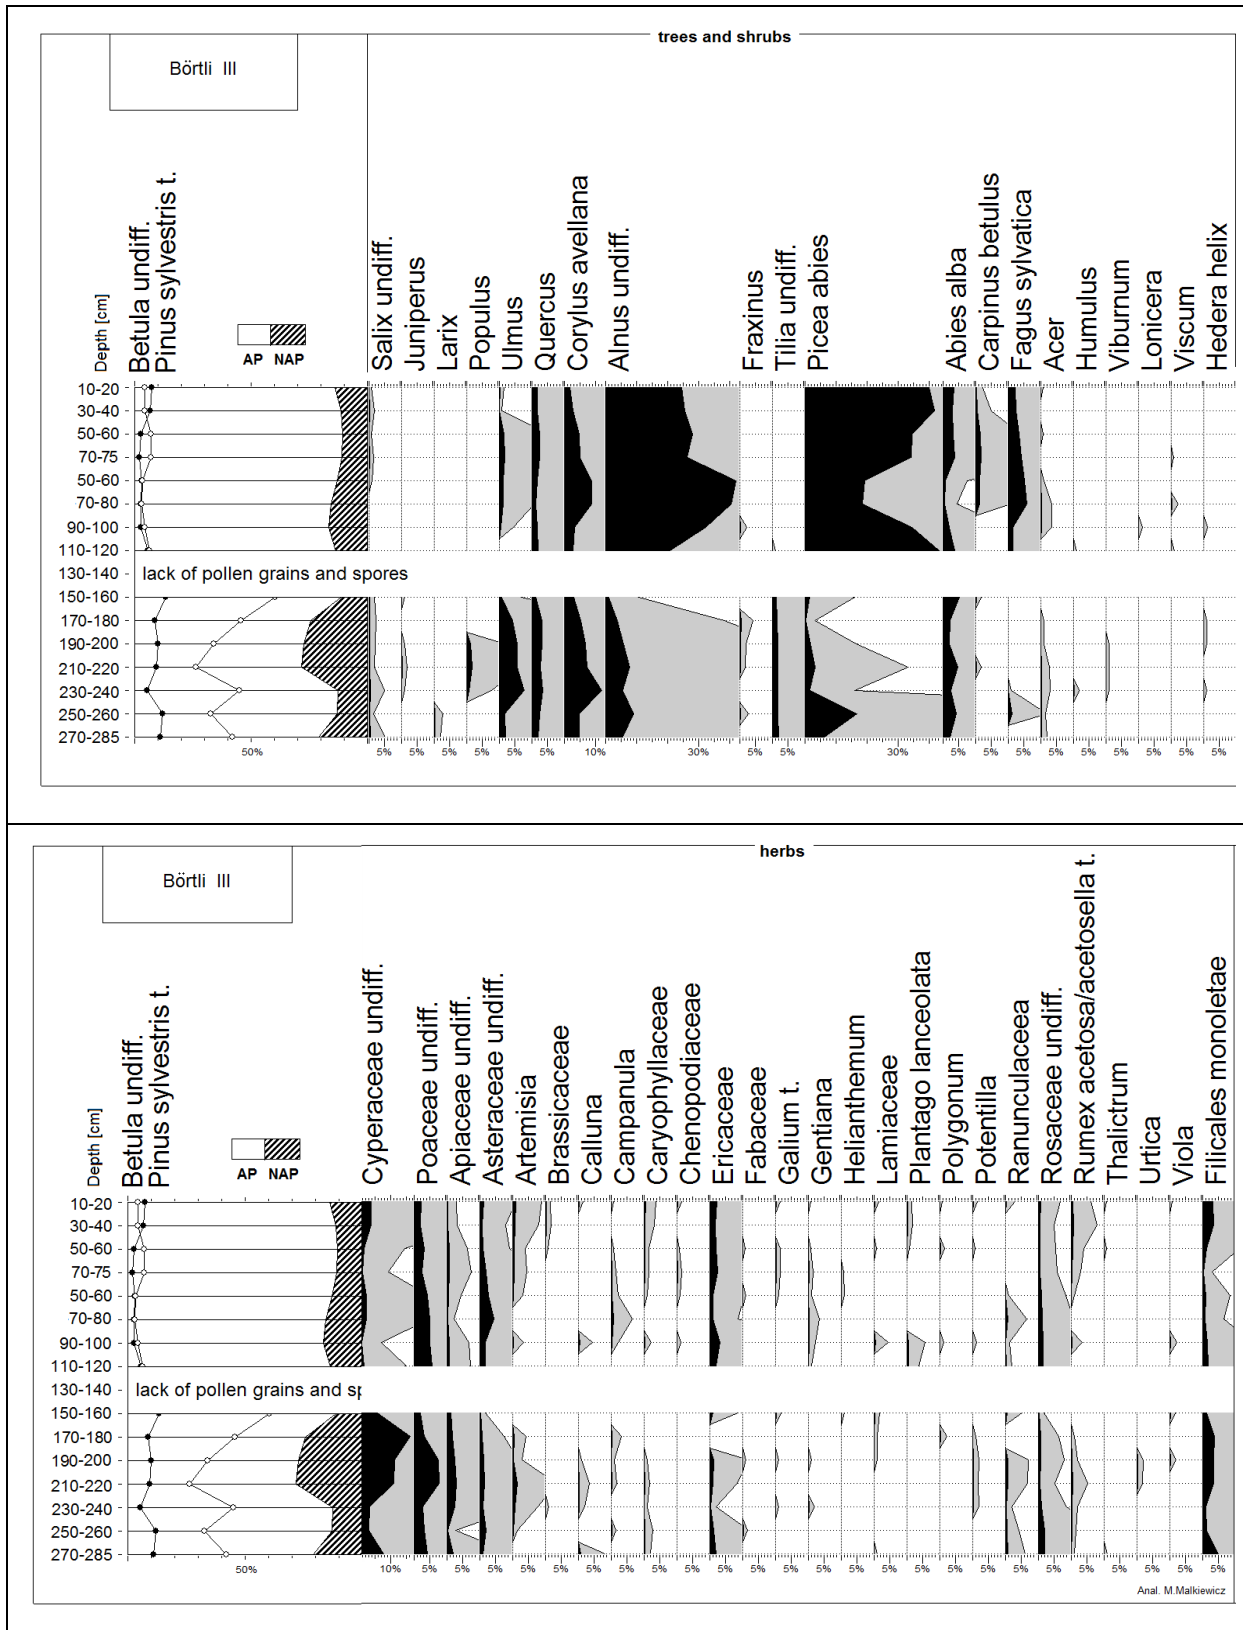 trees and shrubs
Börtli III
Depth [cm]
Betula undiff.
Pinus sylvestris t.
AP NAP
Salix undiff.
Juniperus
Larix
Populus
Ulmus
Quercus
Corylus avellana
Alnus undiff.
Fraxinus
Tilia undiff.
Picea abies
Abies alba
Carpinus betulus
Fagus sylvatica
Acer
Humulus
Viburnum
Lonicera
Viscum
Hedera helix
10-20
30-40
50-60
70-75
50-60
70-80
90-100
110-120
130-140 lack of pollen grains and spores
150-160
170-180
190-200
210-220
230-240
250-260
270-285
50% 5% 5% 5% 5% 5% 5% 10% 30% 5% 5% 30% 5% 5% 5% 5% 5% 5% 5% 5% 5%
herbs
Börtli III
Depth [cm]
Betula undiff.
Pinus sylvestris t.
AP NAP
Cyperaceae undiff.
Poaceae undiff.
Apiaceae undiff.
Asteraceae undiff.
Artemisia
Brassicaceae
Calluna
Campanula
Caryophyllaceae
Chenopodiaceae
Ericaceae
Fabaceae
Galium t.
Gentiana
Helianthemum
Lamiaceae
Plantago lanceolata
Polygonum
Potentilla
Ranunculaceea
Rosaceae undiff.
Rumex acetosa/acetosella t.
Thalictrum
Urtica
Viola
Filicales monoletae
10-20
30-40
50-60
70-75
50-60
70-80
90-100
110-120
130-140 lack of pollen grains and sp
150-160
170-180
190-200
210-220
230-240
250-260
270-285
50% 10% 5% 5% 5% 5% 5% 5% 5% 5% 5% 5% 5% 5% 5% 5% 5% 5% 5% 5% 5% 5% 5% 5% 5% 5% 5%
Anal. M.Malkiewicz